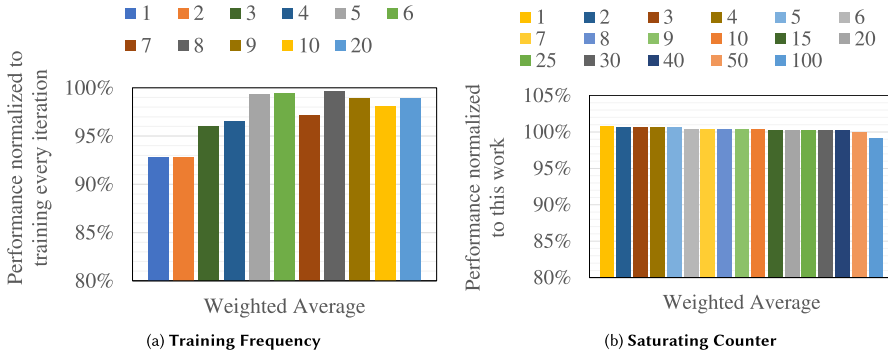 1 2 3 4 5 6
7 8 9 10 20
Performance normalized to
training every iteration
100%
95%
90%
85%
80%
Weighted Average
(a) Training Frequency
1 2 3 4 5 6
7 8 9 10 15 20
25 30 40 50 100
Performance normalized
to this work
105%
100%
95%
90%
85%
80%
Weighted Average
(b) Saturating Counter